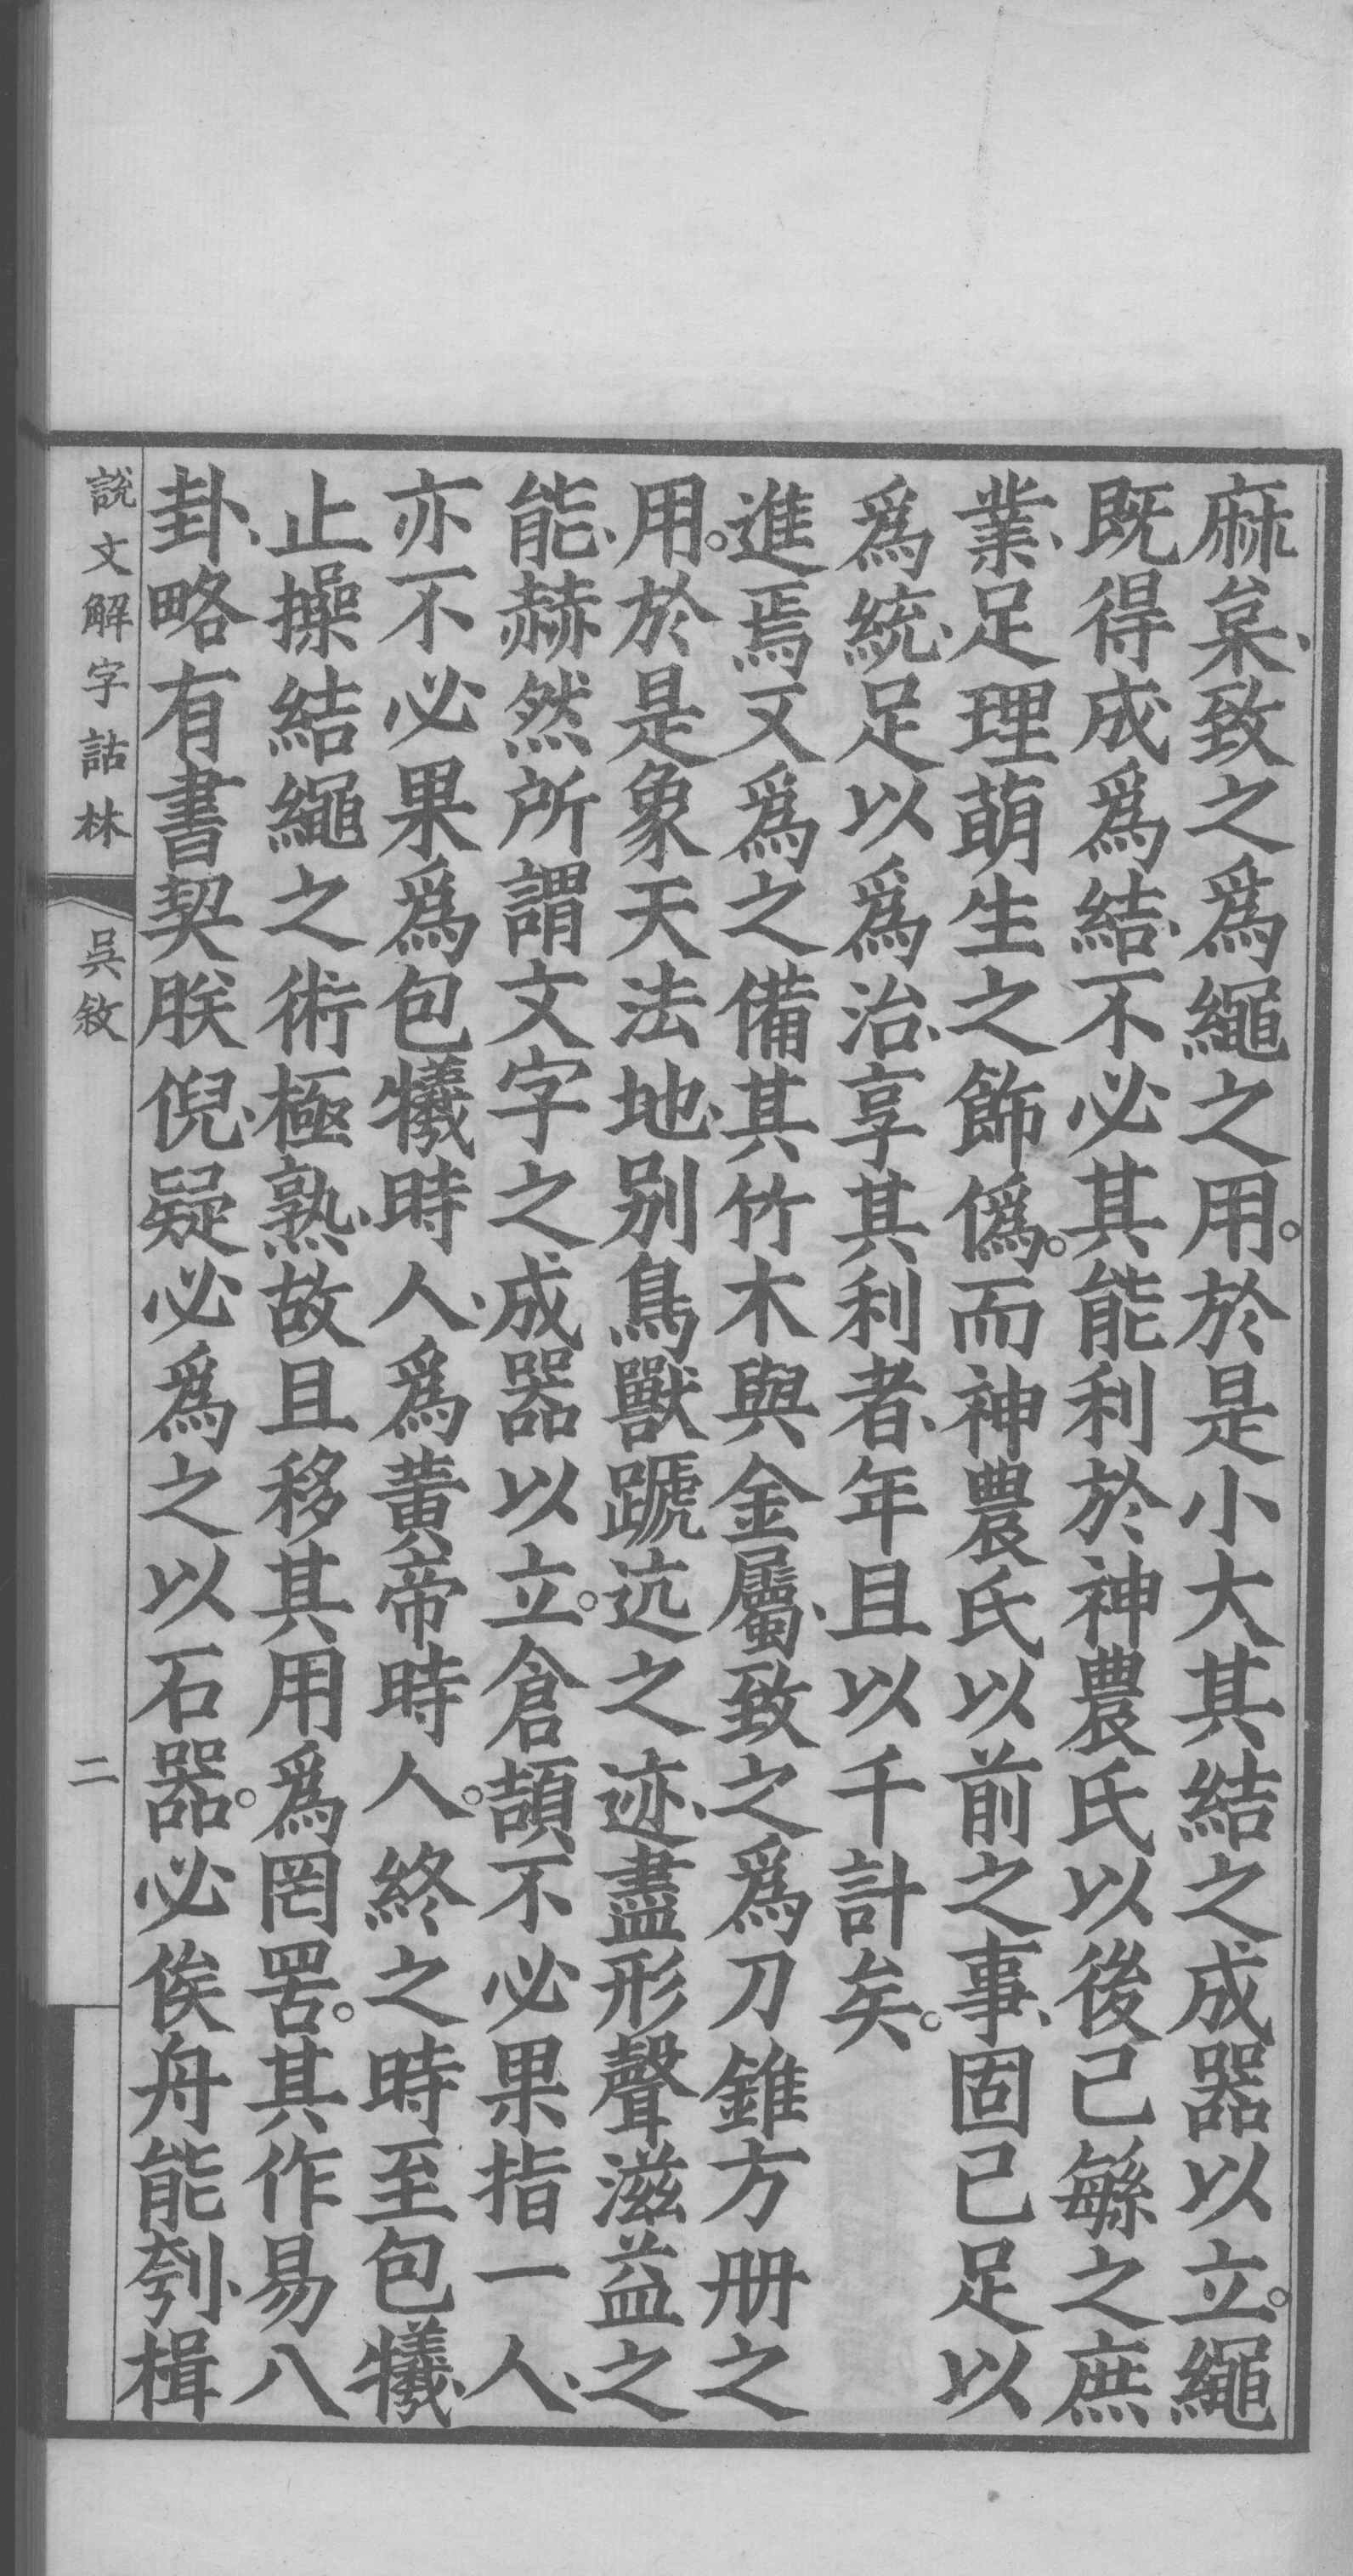 麻枲、致之爲繩之用。於是小大其結之成器以立。繩
既得成爲結、不必其能利於神農氏以後已緐之庶
業、足理萌生之飾僞。而神農氏以前之事、固已足以
爲統、足以爲治、享其利者、年且以千計矣。
進焉又爲之備其竹木與金屬、致之爲刀錐方册之
用。於是象天法地、别鳥獸蹏迒之迹、盡形聲滋益之
能、赫然所謂文字之成器以立。倉頡不必果指一人、
亦不必果爲包犧時人、爲黃帝時人。終之時至包犧、
止操結繩之術極熟、故且移其用爲罔罟。其作易八
卦、略有書契朕倪、疑必爲之以石器。必俟舟能刳、楫
說文解字詁林
吳敘
二